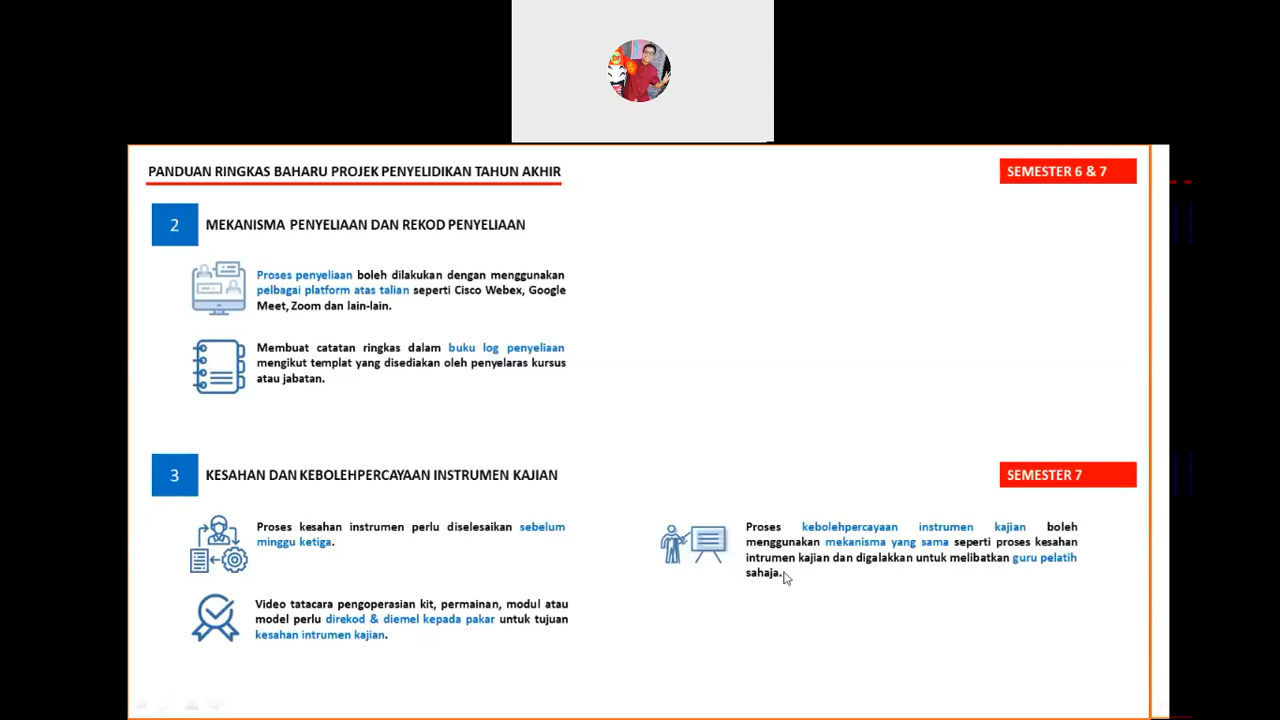 PANDUAN RINGKAS BAHARU PROJEK PENYELIDIKAN TAHUN AKHIR
SEMESTER 6 & 7
2
MEKANISMA PENYELIAAN DAN REKOD PENYELIAAN
Proses penyeliaan boleh dilakukan dengan menggunakan
pelbagai platform atas talian seperti Cisco Webex, Google
Meet, Zoom dan lain-lain.
Membuat catatan ringkas dalam buku log penyeliaan
mengikut templat yang disediakan oleh penyelaras kursus
atau jabatan.
3
KESAHAN DAN KEBOLEHPERCAYAAN INSTRUMEN KAJIAN
SEMESTER 7
Proses kesahan instrumen perlu diselesaikan sebelum
minggu ketiga.
Video tatacara pengoperasian kit, permainan, modul atau
model perlu direkod & diemel kepada pakar untuk tujuan
kesahan intrumen kajian.
Proses kebolehpercayaan instrumen kajian boleh
menggunakan mekanisma yang sama seperti proses kesahan
intrumen kajian dan digalakkan untuk melibatkan guru pelatih
sahaja.